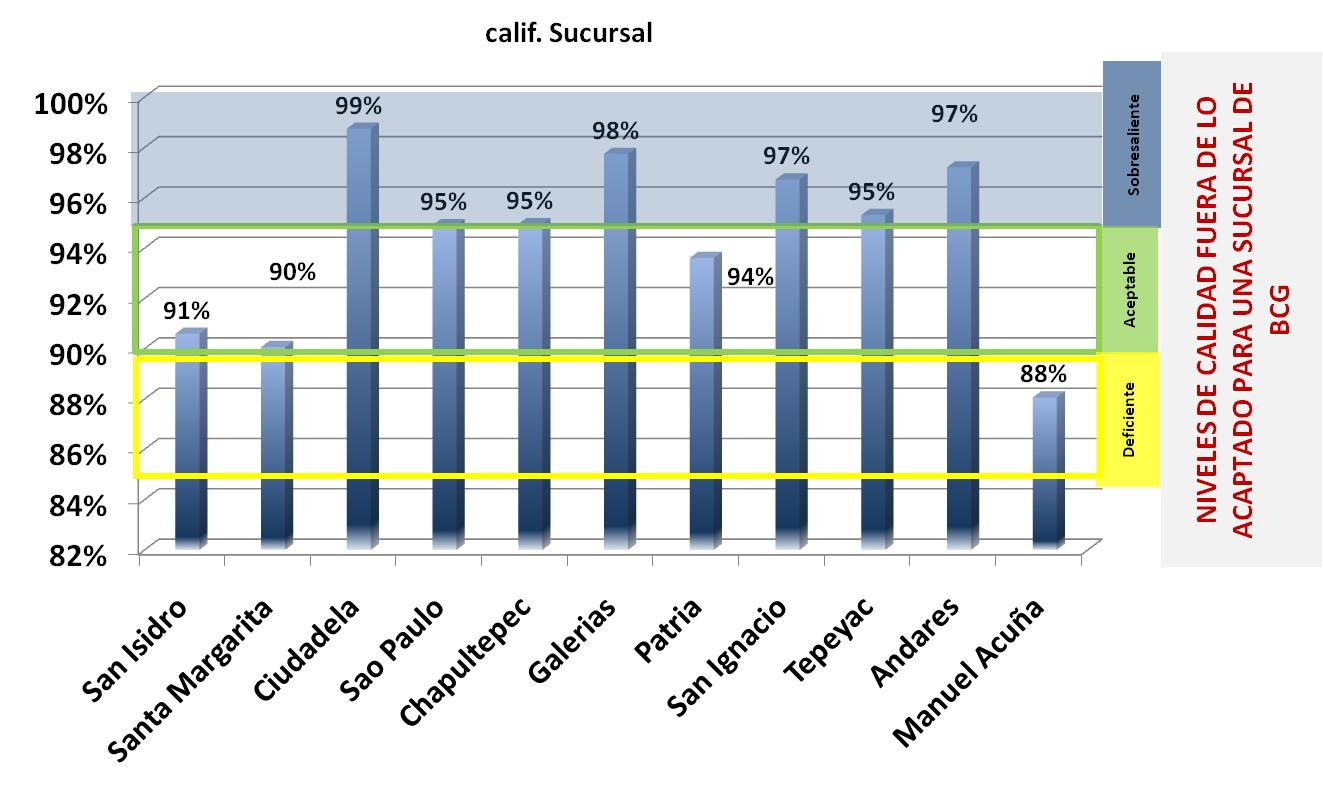 calif. Sucursal
100%
98%
96%
94%
92%
90%
88%
86%
84%
82%
91%
90%
99%
95%
95%
98%
94%
97%
95%
97%
88%
San Isidro
Santa Margarita
Ciudadela
Sao Paulo
Chapultepec
Galerias
Patria
San Ignacio
Tepeyac
Andares
Manuel Acuña
Sobresaliente
Aceptable
Deficiente
NIVELES DE CALIDAD FUERA DE LO
ACAPTADO PARA UNA SUCURSAL DE
BCG